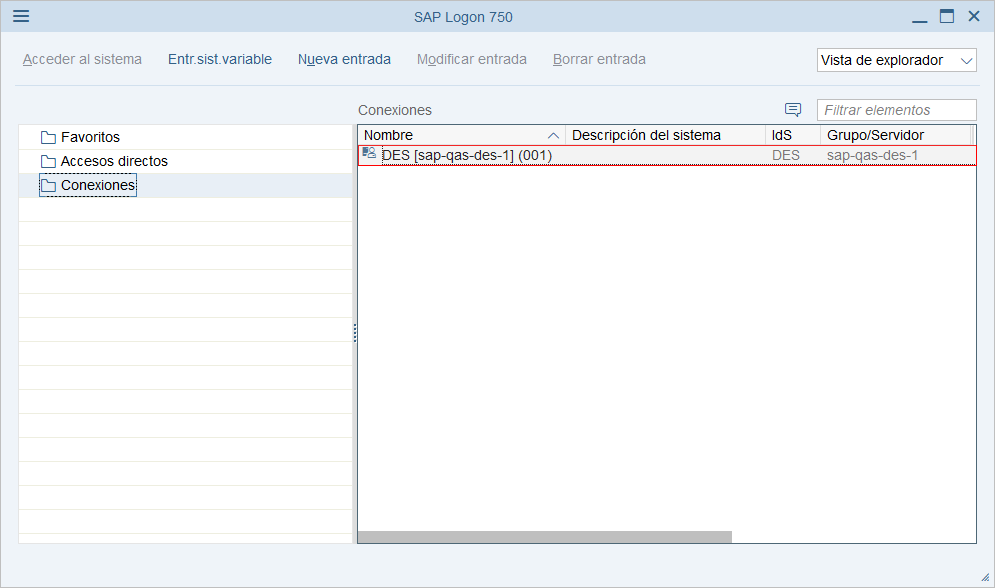 SAP Logon 750
Acceder al sistema Entr.sist.variable Nueva entrada Modificar entrada Borrar entrada Vista de explorador
Conexiones Filtrar elementos
Favoritos
Accesos directos
Conexiones
Nombre Descripción del sistema IdS Grupo/Servidor
DES [sap-qas-des-1] (001) DES sap-qas-des-1